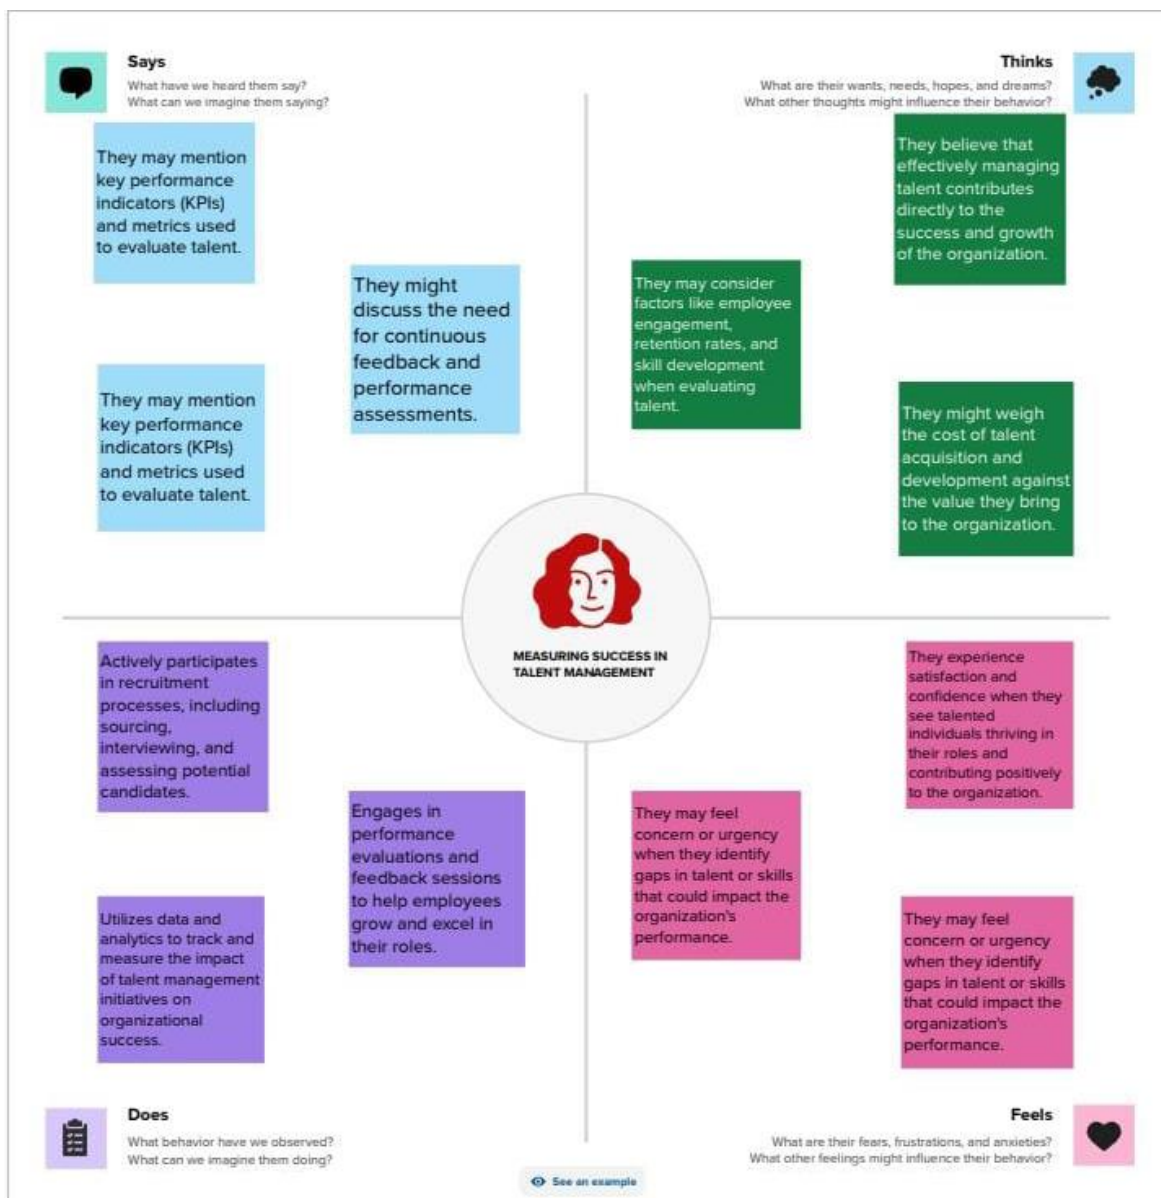 Says
What have we heard them say?
What can we imagine them saying?
They may mention
key performance
indicators (KPIs)
and metrics used
to evaluate talent.
They might
discuss the need
for continuous
feedback and
performance
assessments.
They may mention
key performance
indicators (KPIs)
and metrics used
to evaluate talent.
Thinks
What are their wants, needs, hopes, and dreams?
What other thoughts might influence their behavior?
They believe that
effectively managing
talent contributes
directly to the
success and growth
of the organization.
They may consider
factors like employee
engagement,
retention rates, and
skill development
when evaluating
talent.
They might weigh
the cost of talent
acquisition and
development against
the value they bring
to the organization.
MEASURING SUCCESS IN
TALENT MANAGEMENT
Actively participates
in recruitment
processes, including
sourcing,
interviewing, and
assessing potential
candidates.
Engages in
performance
evaluations and
feedback sessions
to help employees
grow and excel in
their roles.
Utilizes data and
analytics to track and
measure the impact
of talent management
initiatives on
organizational
success.
Does
What behavior have we observed?
What can we imagine them doing?
They experience
satisfaction and
confidence when they
see talented
individuals thriving in
their roles and
contributing positively
to the organization.
They may feel
concern or urgency
when they identify
gaps in talent or skills
that could impact the
organization's
performance.
They may feel
concern or urgency
when they identify
gaps in talent or skills
that could impact the
organization's
performance.
Feels
What are their fears, frustrations, and anxieties?
What other feelings might influence their behavior?
See an example